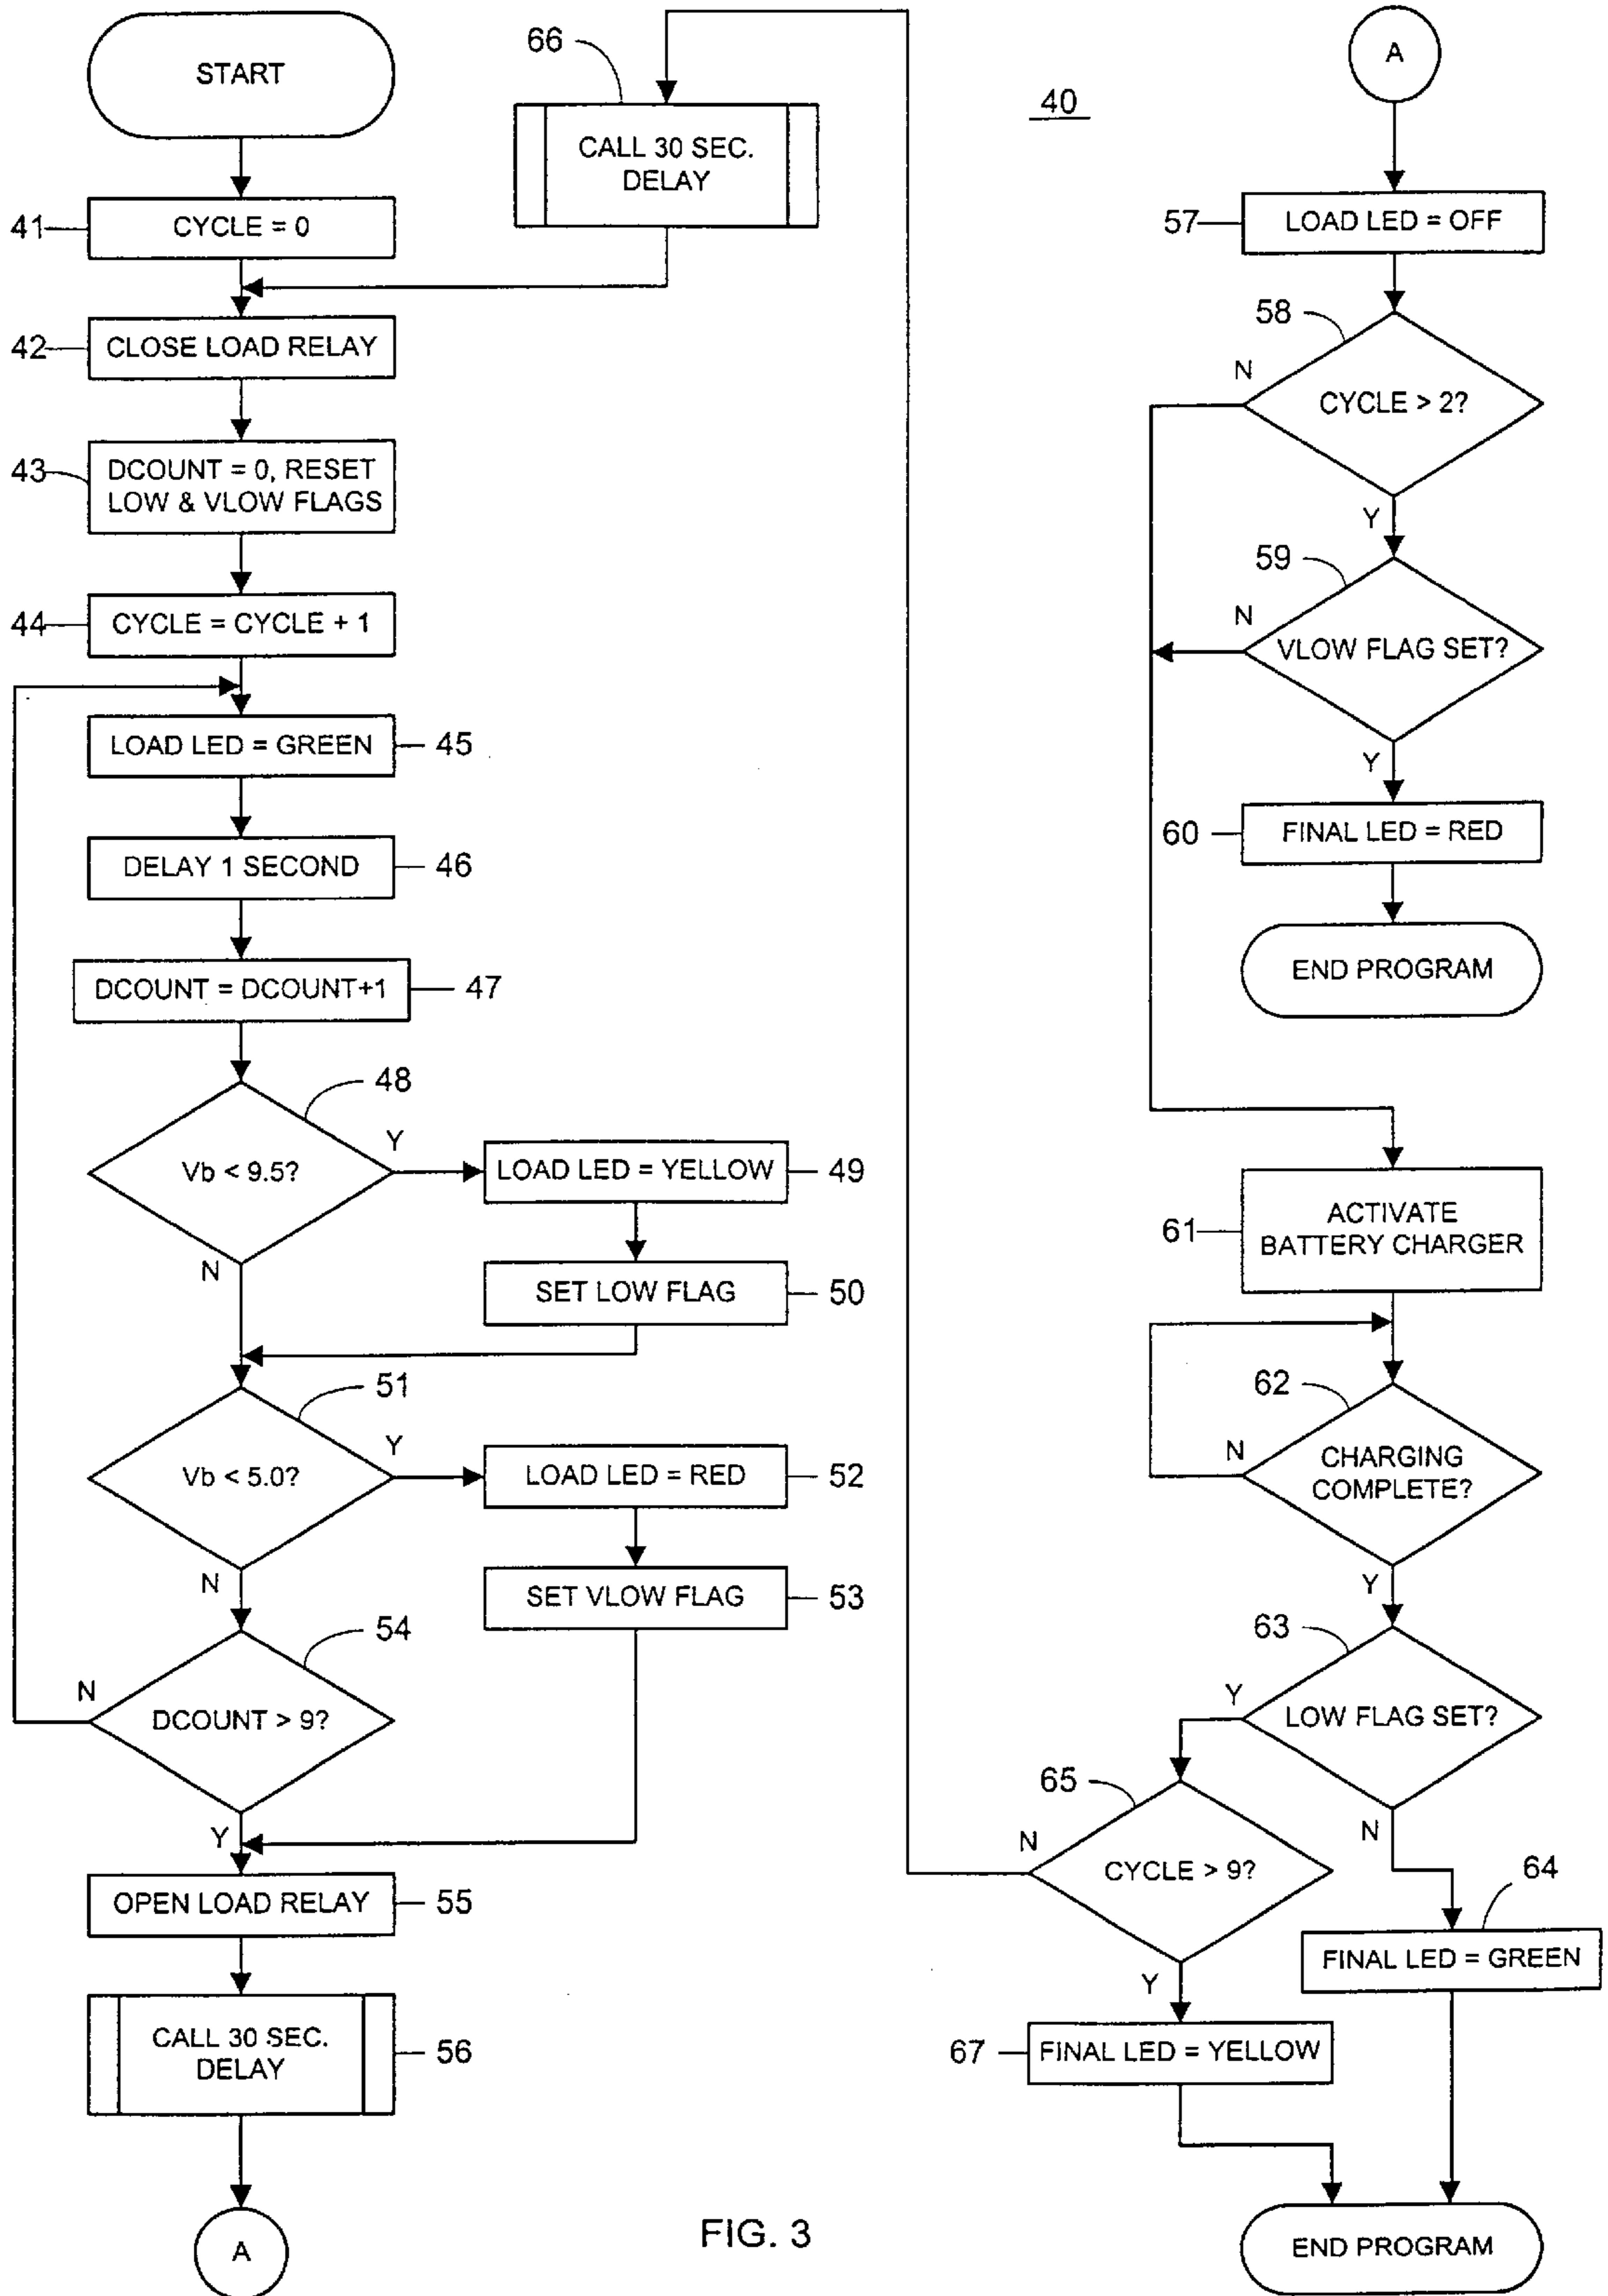 START
41
CYCLE = 0
42
CLOSE LOAD RELAY
43
DCOUNT = 0, RESET
LOW & VLOW FLAGS
44
CYCLE = CYCLE + 1
LOAD LED = GREEN
45
DELAY 1 SECOND
46
DCOUNT = DCOUNT+1
47
48
Vb < 9.5?
Y
N
LOAD LED = YELLOW
49
SET LOW FLAG
50
51
Vb < 5.0?
Y
N
LOAD LED = RED
52
SET VLOW FLAG
53
54
N
DCOUNT > 9?
Y
OPEN LOAD RELAY
55
CALL 30 SEC.
DELAY
56
A
66
CALL 30 SEC.
DELAY
40
A
57
LOAD LED = OFF
58
N
CYCLE > 2?
Y
59
N
VLOW FLAG SET?
Y
60
FINAL LED = RED
END PROGRAM
61
ACTIVATE
BATTERY CHARGER
62
N
CHARGING
COMPLETE?
Y
63
Y
LOW FLAG SET?
N
65
N
CYCLE > 9?
Y
64
FINAL LED = GREEN
67
FINAL LED = YELLOW
END PROGRAM
FIG. 3